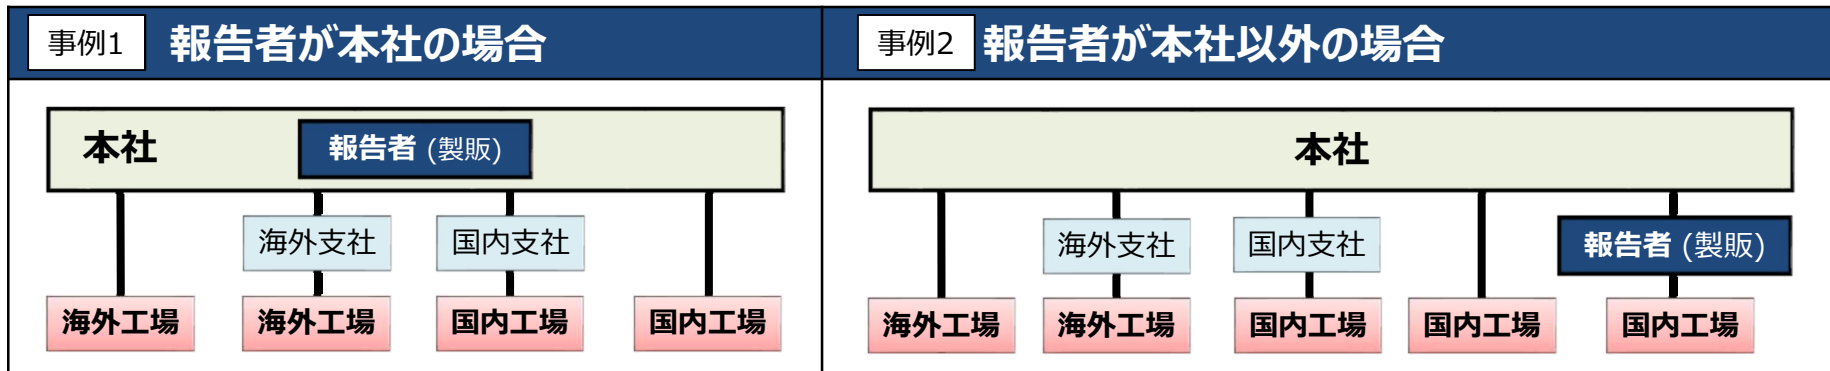 事例1 報告者が本社の場合
本社 報告者 (製販)
海外支社 国内支社
海外工場 海外工場 国内工場 国内工場
事例2 報告者が本社以外の場合
本社
海外支社 国内支社 報告者 (製販)
海外工場 海外工場 国内工場 国内工場 国内工場